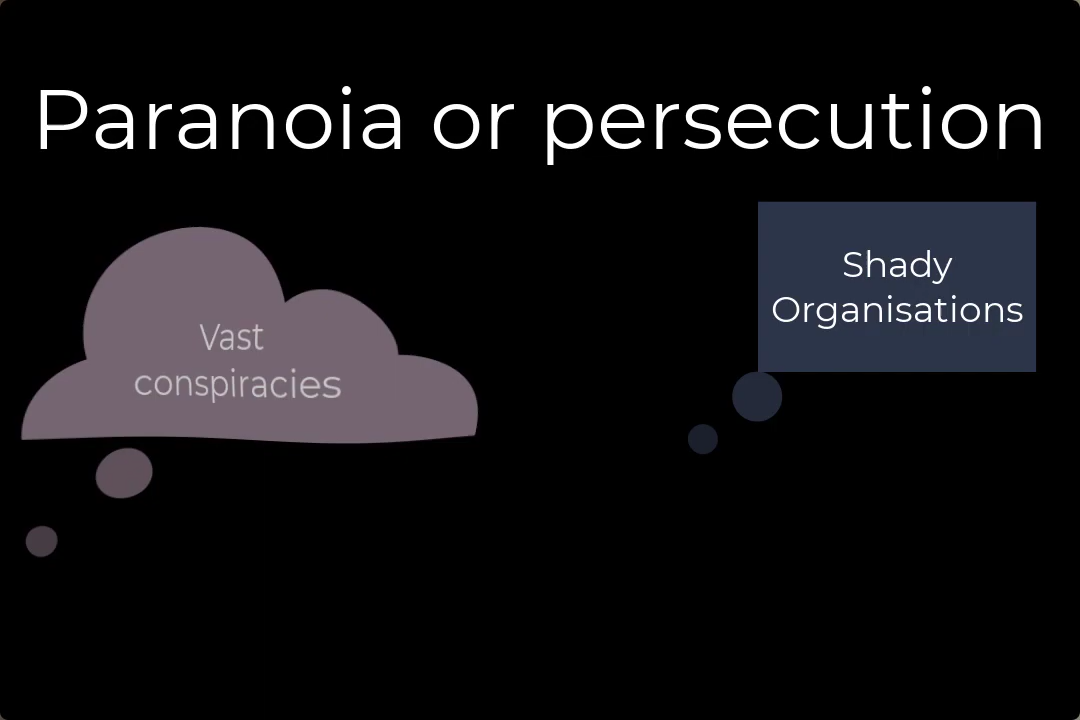 Paranoia or persecution
Vast
conspiracies
Shady
Organisations